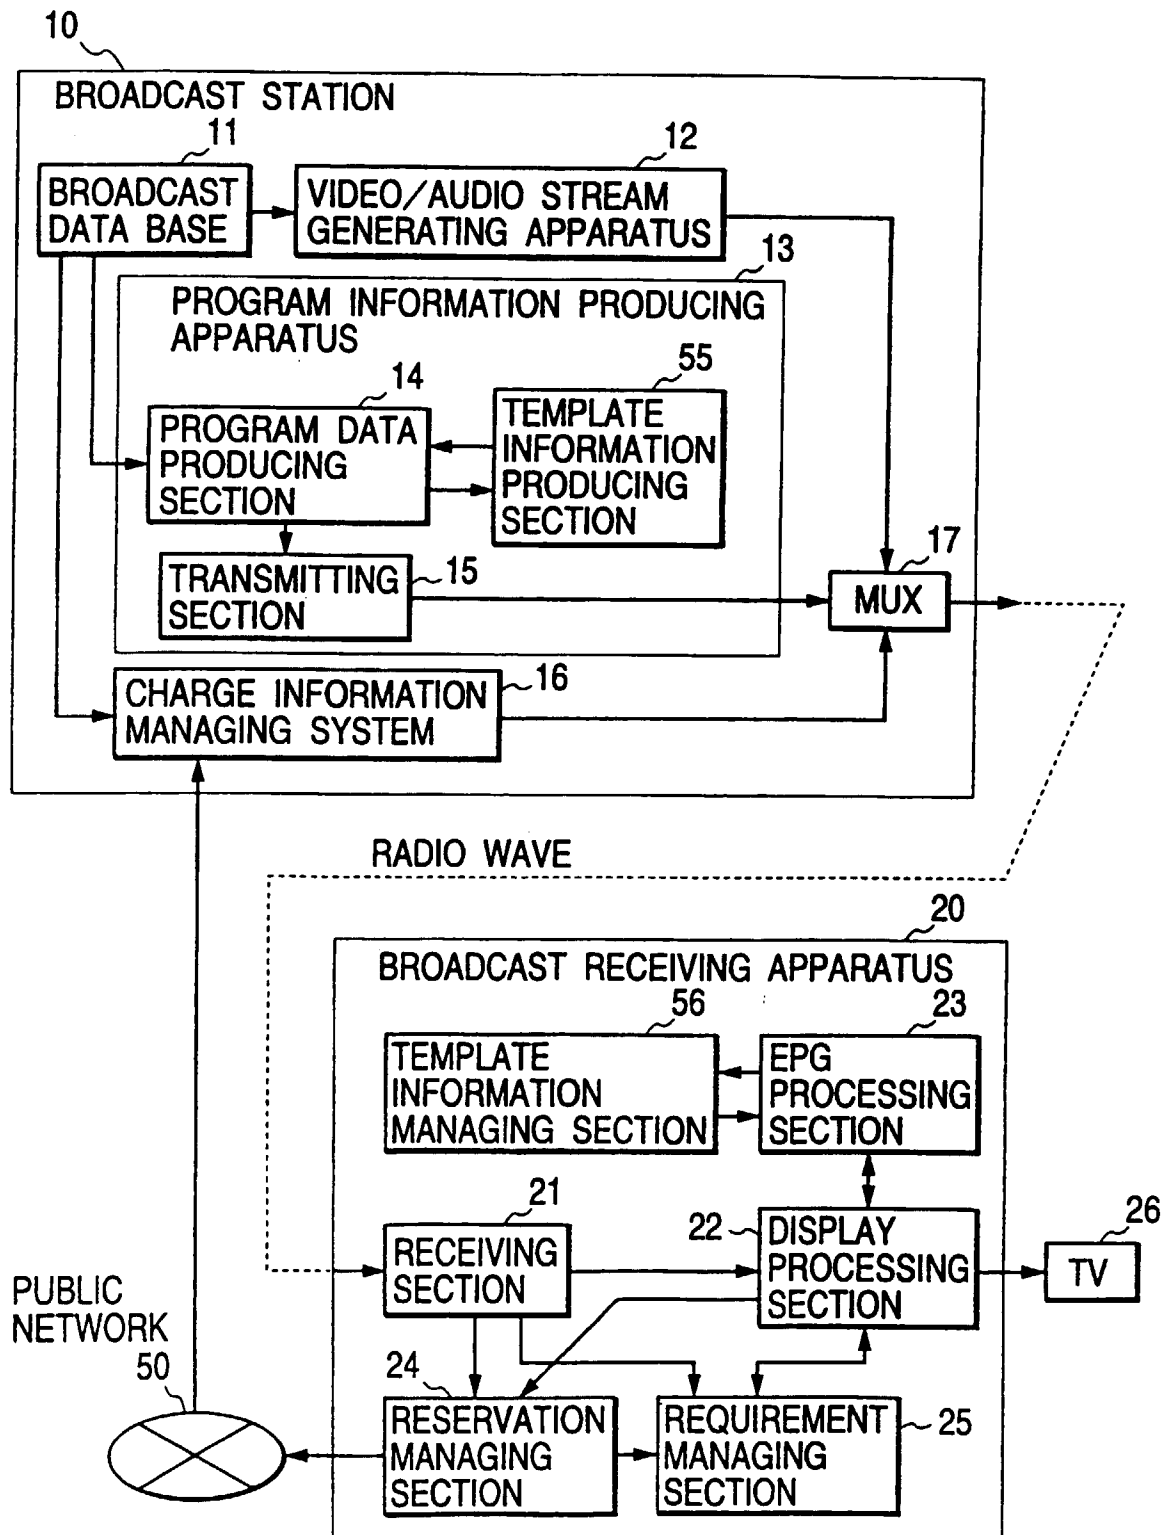 10
BROADCAST STATION
11
12
BROADCAST
DATA BASE
VIDEO/AUDIO STREAM
GENERATING APPARATUS
13
PROGRAM INFORMATION PRODUCING
APPARATUS
14
55
PROGRAM DATA
PRODUCING
SECTION
TEMPLATE
INFORMATION
PRODUCING
SECTION
17
MUX
TRANSMITTING
SECTION
15
CHARGE INFORMATION
MANAGING SYSTEM
16
RADIO WAVE
20
BROADCAST RECEIVING APPARATUS
56
23
TEMPLATE
INFORMATION
MANAGING SECTION
EPG
PROCESSING
SECTION
21
22
RECEIVING
SECTION
DISPLAY
PROCESSING
SECTION
26
TV
PUBLIC
NETWORK
50
24
RESERVATION
MANAGING
SECTION
REQUIREMENT
MANAGING
SECTION
25